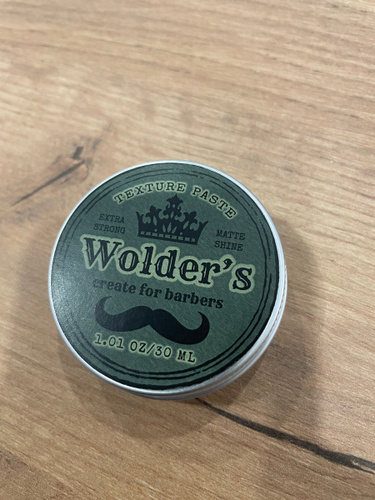 TEXTURE PASTE
EXTRA STRONG
MATTE SHINE
Wolder's
create for barbers
1.01 OZ/30 ML